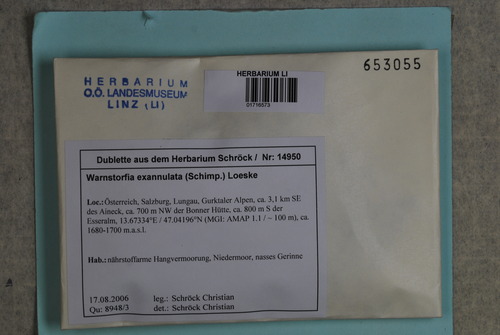 653055
HERBARIUM
O.Ö. LANDESMUSEUM
LINZ (LI)
HERBARIUM LI
01716573
Dublette aus dem Herbarium Schröck / Nr: 14950
Warnstorfia exannulata (Schimp.) Loeske
Loc.: Österreich, Salzburg, Lungau, Gurktaler Alpen, ca. 3,1 km SE
des Aineck, ca. 700 m NW der Bonner Hütte, ca. 800 m S der
Esseralm, 13.67334°E / 47.04196°N (MGI: AMAP 1.1 / ~ 100 m), ca.
1680-1700 m.a.s.l.
Hab.: nährstoffarme Hangvermoorung, Niedermoor, nasses Gerinne
17.08.2006 leg.: Schröck Christian
Qu: 8948/3 det.: Schröck Christian